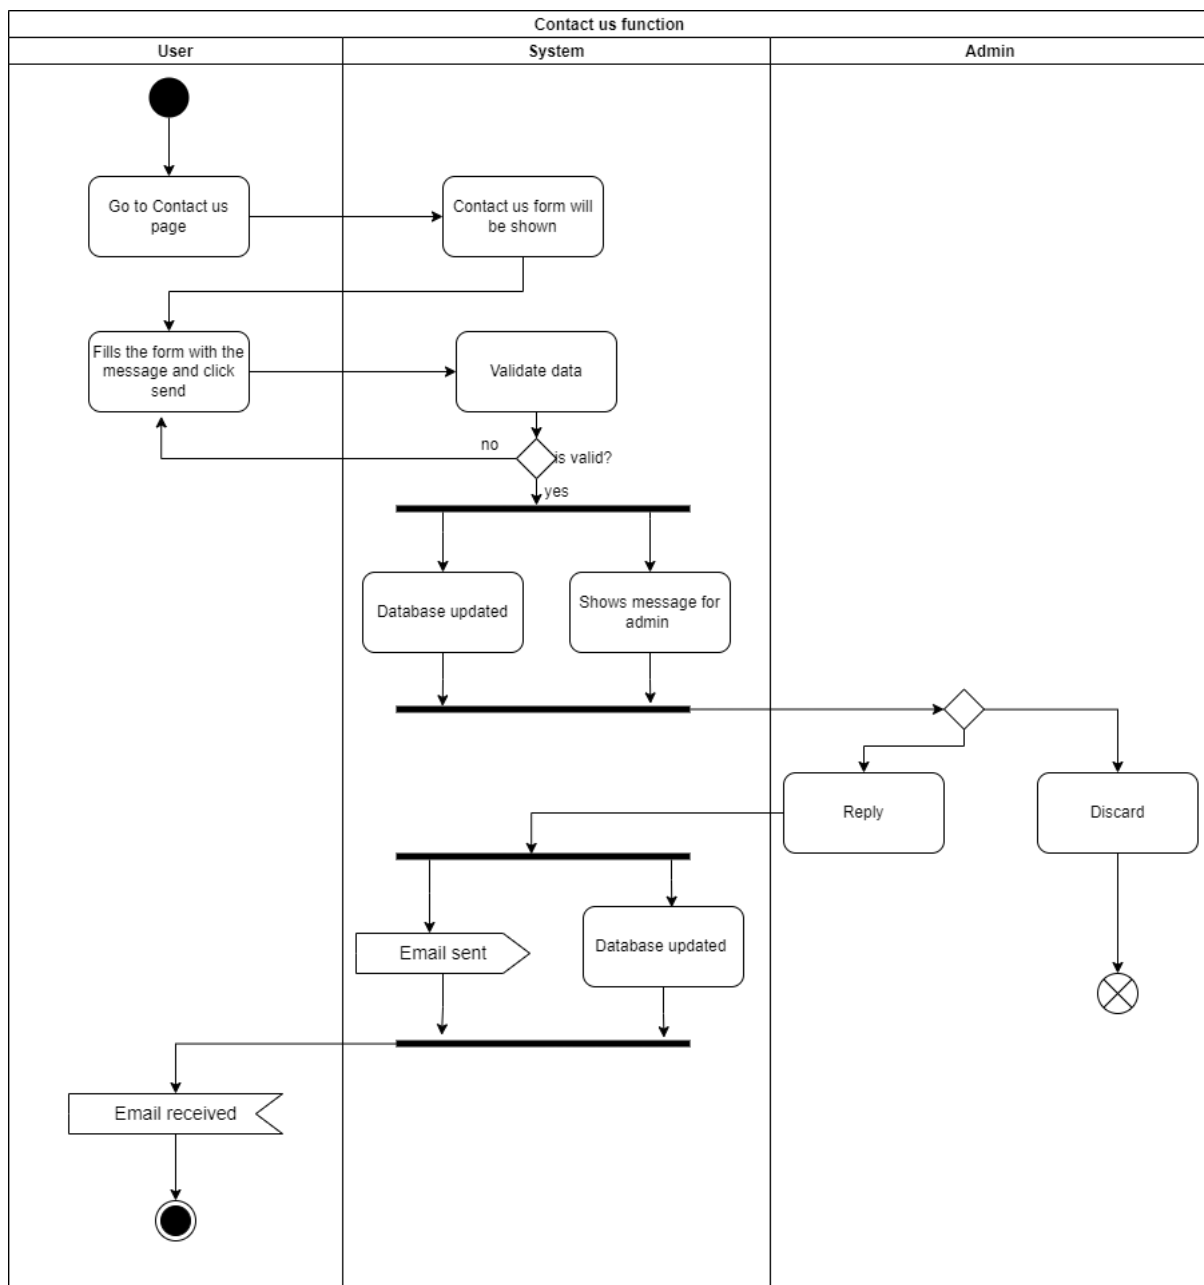 Contact us function
User
System
Admin
Go to Contact us
page
Contact us form will
be shown
Fills the form with the
message and click
send
Validate data
no
is valid?
yes
Database updated
Shows message for
admin
Reply
Discard
Email sent
Database updated
Email received